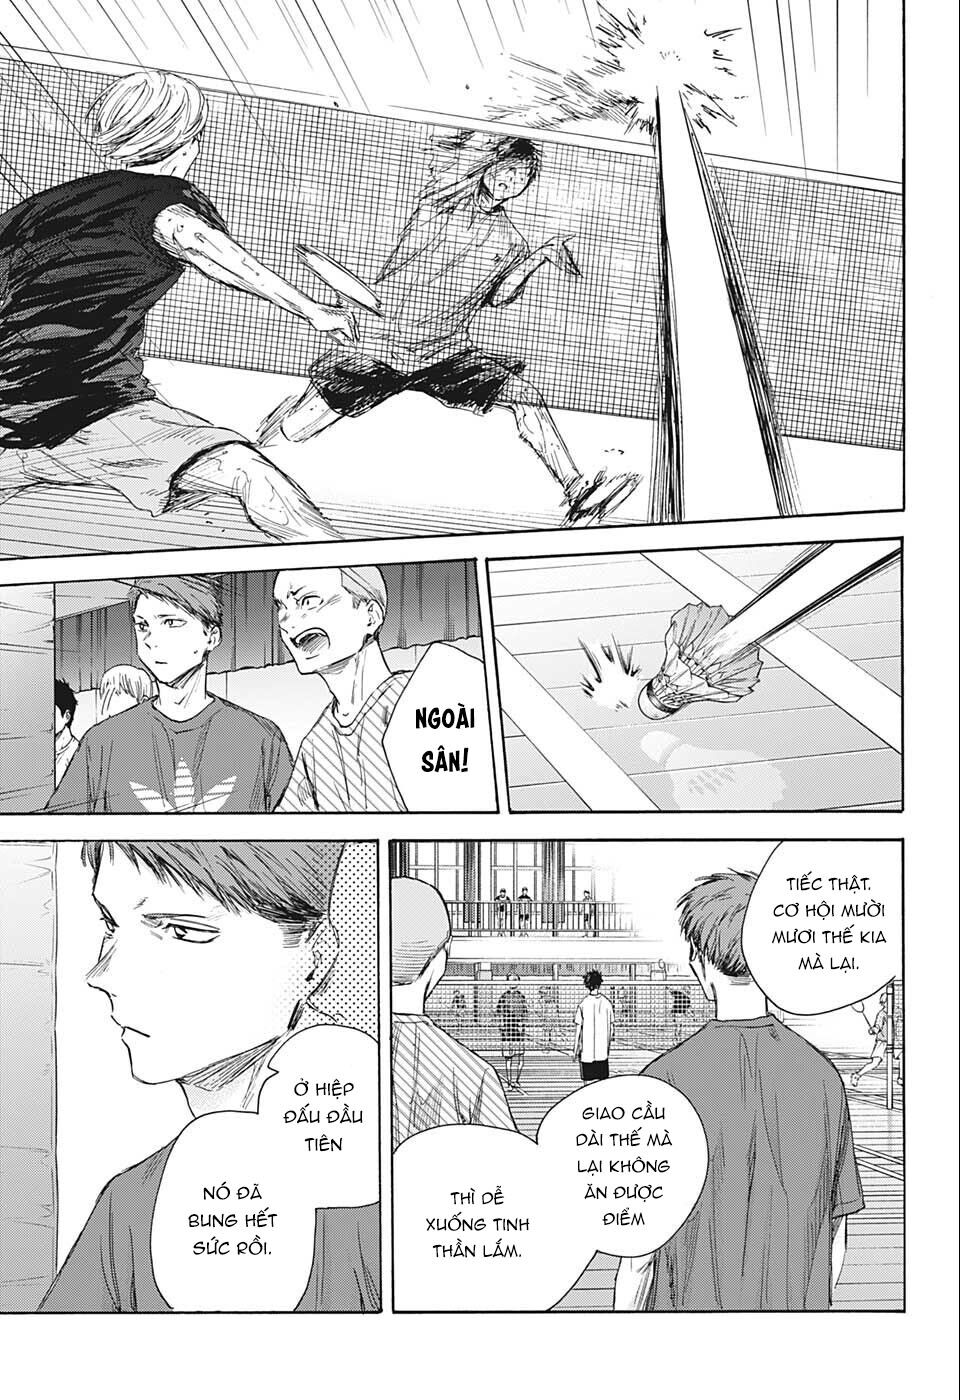 NGOÀI
SÂN!
TIẾC THẬT.
CƠ HỘI MƯỜI
MƯƠI THẾ KIA
MÀ LẠI.
GIAO CẦU
DÀI THẾ MÀ
LẠI KHÔNG
ĂN ĐƯỢC
ĐIỂM
THÌ DỄ
XUỐNG TINH
THẦN LẮM.
Ở HIỆP
ĐẤU ĐẦU
TIÊN
NÓ ĐÃ
BUNG HẾT
SỨC RỒI.